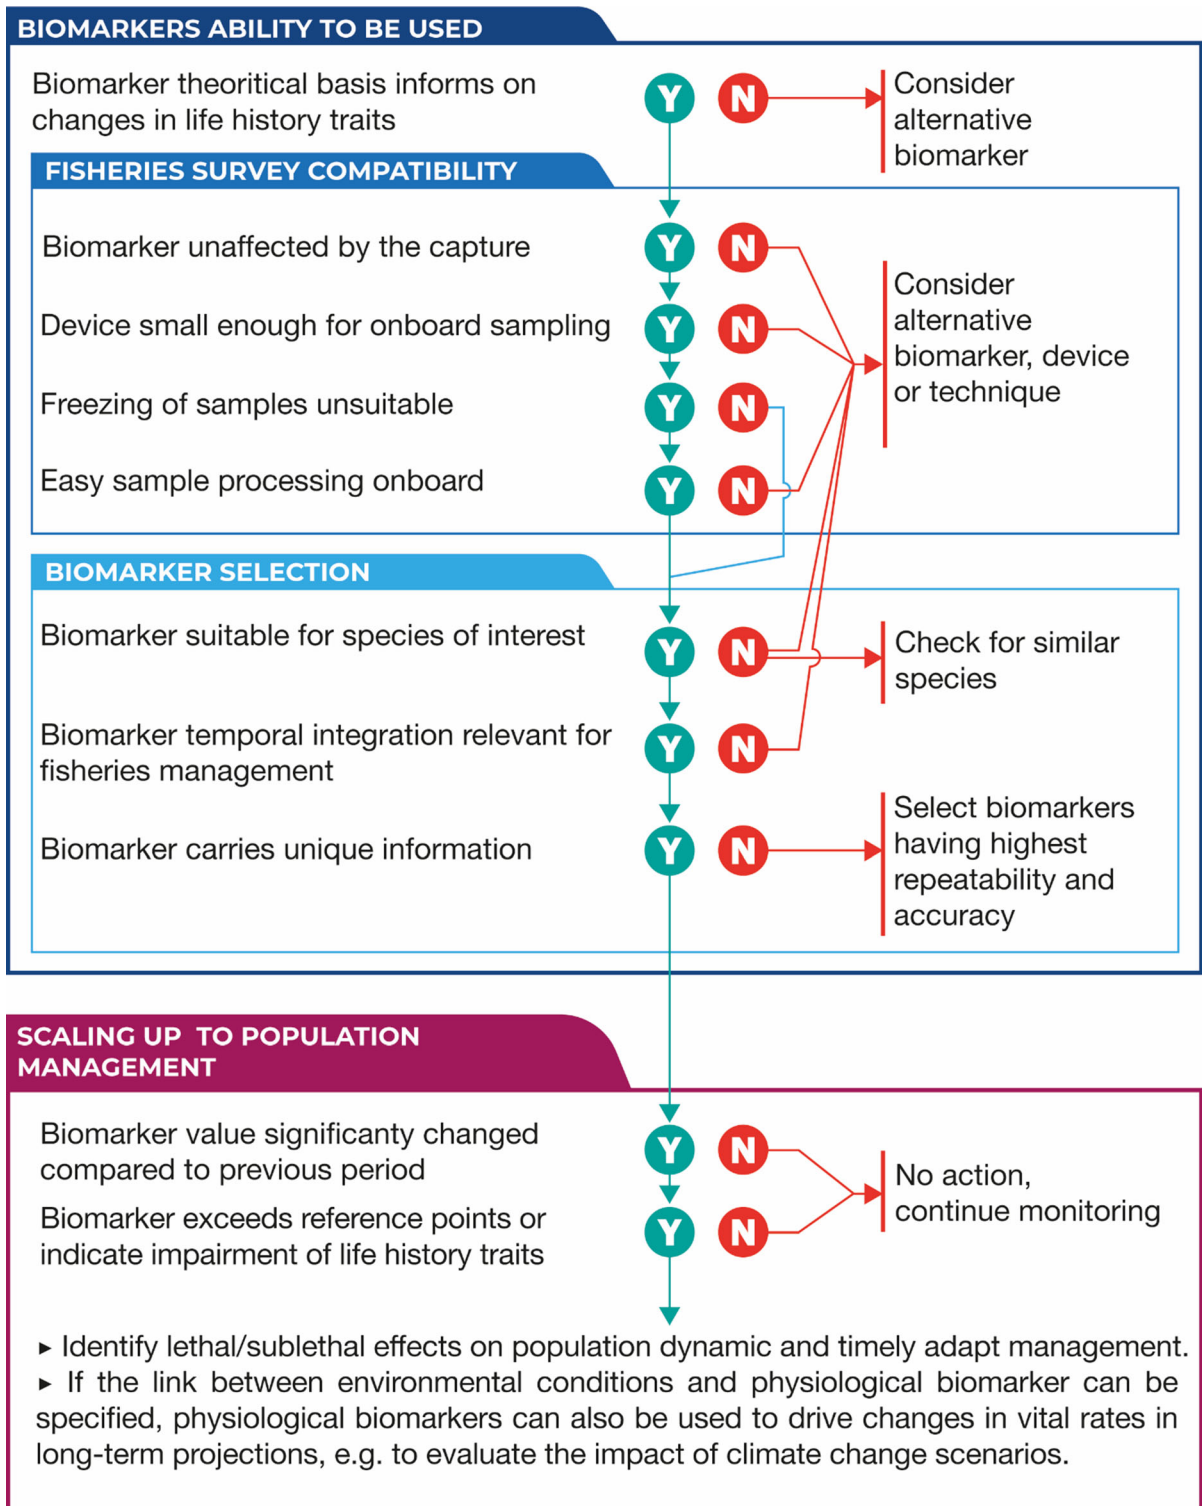 BIOMARKERS ABILITY TO BE USED
Biomarker theoritical basis informs on
changes in life history traits
Y
N
Consider
alternative
biomarker
FISHERIES SURVEY COMPATIBILITY
Biomarker unaffected by the capture
Y
N
Device small enough for onboard sampling
Y
N
Freezing of samples unsuitable
Y
N
Easy sample processing onboard
Y
N
Consider
alternative
biomarker, device
or technique
BIOMARKER SELECTION
Biomarker suitable for species of interest
Y
N
Check for similar
species
Biomarker temporal integration relevant for
fisheries management
Y
N
Biomarker carries unique information
Y
N
Select biomarkers
having highest
repeatability and
accuracy
SCALING UP TO POPULATION
MANAGEMENT
Biomarker value significanty changed
compared to previous period
Y
N
Biomarker exceeds reference points or
indicate impairment of life history traits
Y
N
No action,
continue monitoring
▸ Identify lethal/sublethal effects on population dynamic and timely adapt management.
▸ If the link between environmental conditions and physiological biomarker can be
specified, physiological biomarkers can also be used to drive changes in vital rates in
long-term projections, e.g. to evaluate the impact of climate change scenarios.